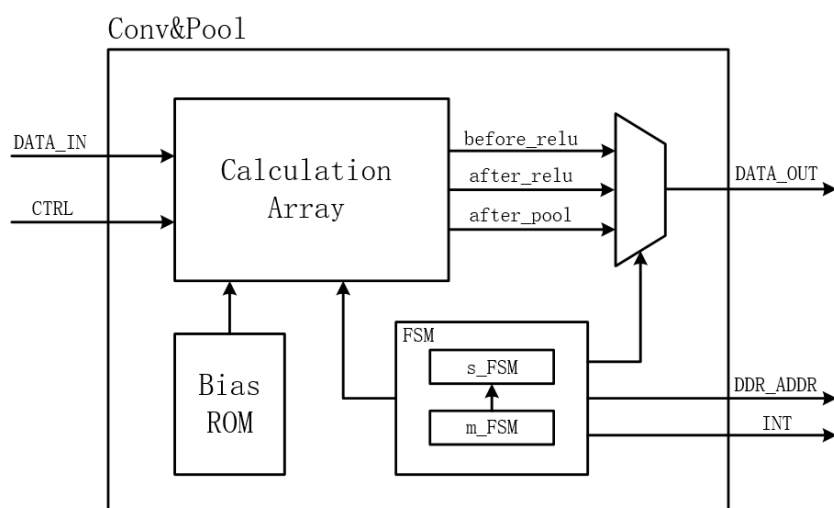 Conv&Pool
DATA_IN
CTRL
Calculation
Array
before_relu
after_relu
after_pool
DATA_OUT
Bias
ROM
FSM
s_FSM
m_FSM
DDR_ADDR
INT